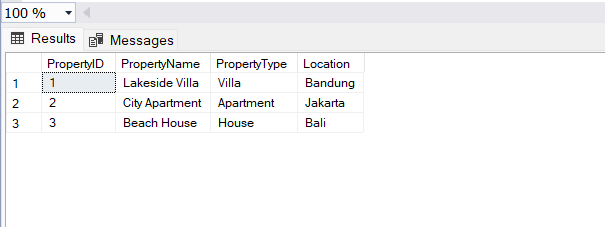 100 %
Results Messages
PropertyID PropertyName PropertyType Location
1 1 Lakeside Villa Villa Bandung
2 2 City Apartment Apartment Jakarta
3 3 Beach House House Bali